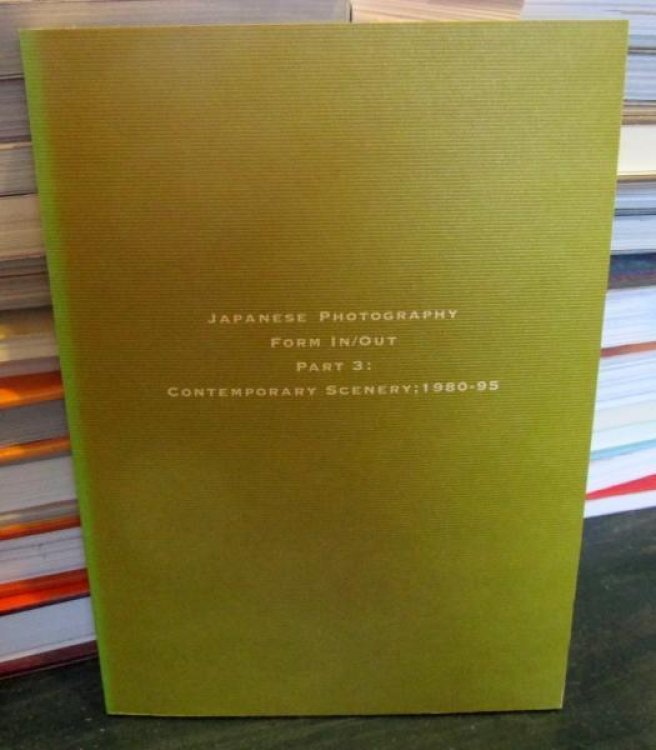 Japanese Photography
Form In/Out
Part 3:
Contemporary Scenery;1980-95